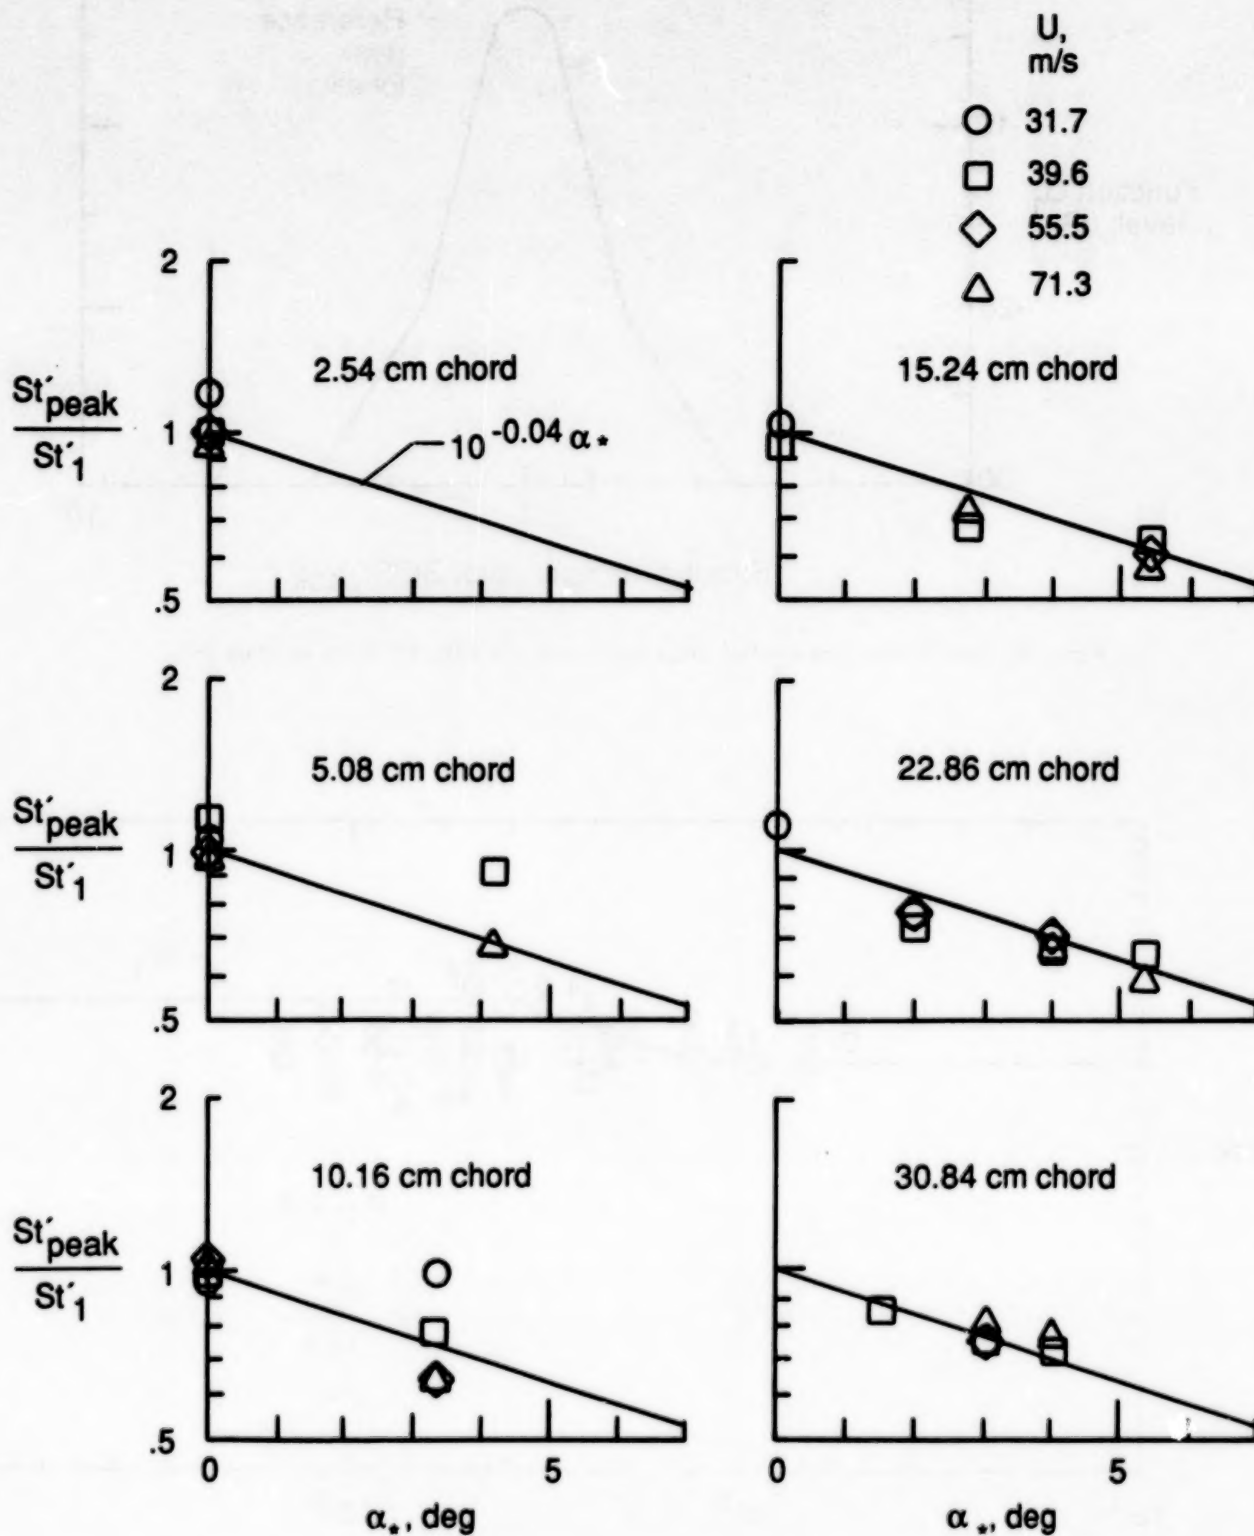 U,
m/s
31.7
39.6
55.5
71.3
2
1
.5
St′peak
St′1
2.54 cm chord
10 -0.04 α*
15.24 cm chord
2
1
.5
St′peak
St′1
5.08 cm chord
22.86 cm chord
2
1
.5
St′peak
St′1
10.16 cm chord
30.84 cm chord
0 5
α*, deg
0 5
α*, deg